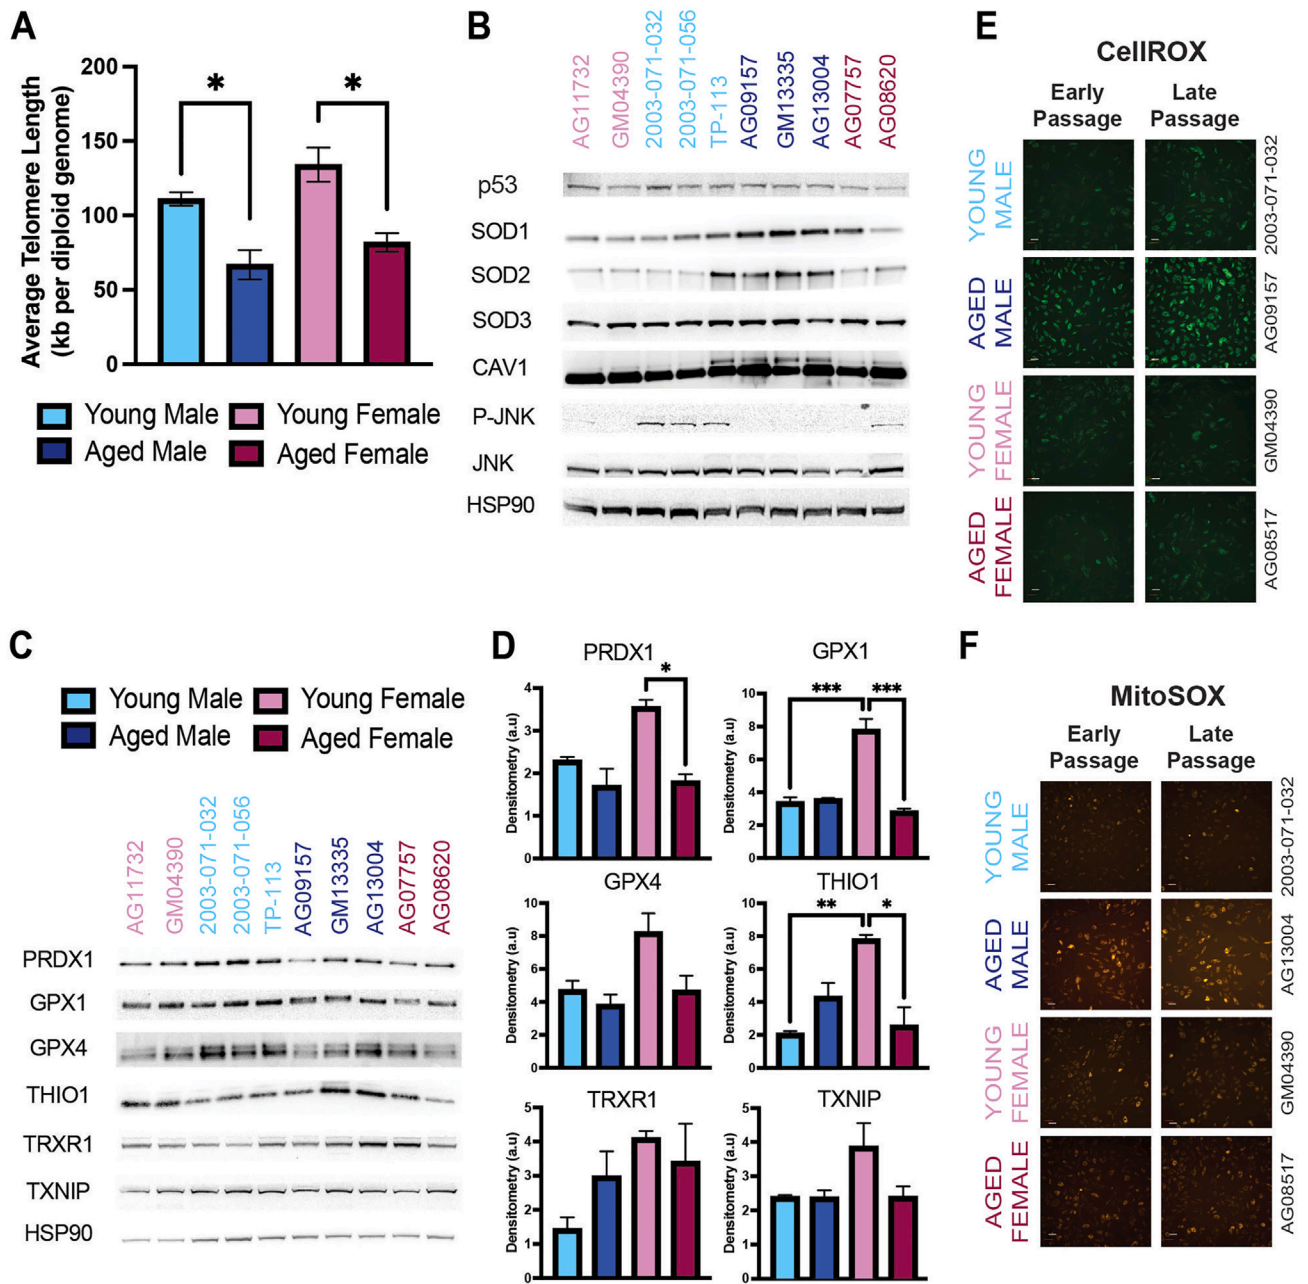 A
Average Telomere Length
(kb per diploid genome)
200
150
100
50
0
*
*
Young Male
Young Female
Aged Male
Aged Female
B
AG11732
GM04390
2003-071-032
2003-071-056
TP-113
AG09157
GM13335
AG13004
AG07757
AG08620
p53
SOD1
SOD2
SOD3
CAV1
P-JNK
JNK
HSP90
E
CellROX
Early
Passage
Late
Passage
YOUNG
MALE
2003-071-032
AGED
MALE
AG09157
YOUNG
FEMALE
GM04390
AGED
FEMALE
AG08517
C
Young Male
Young Female
Aged Male
Aged Female
AG11732
GM04390
2003-071-032
2003-071-056
TP-113
AG09157
GM13335
AG13004
AG07757
AG08620
PRDX1
GPX1
GPX4
THIO1
TRXR1
TXNIP
HSP90
D
PRDX1
Densitometry (a.u)
4
3
2
1
0
*
GPX1
Densitometry (a.u)
10
8
6
4
2
0
***
***
GPX4
Densitometry (a.u)
10
8
6
4
2
0
THIO1
Densitometry (a.u)
10
8
6
4
2
0
**
*
TRXR1
Densitometry (a.u)
5
4
3
2
1
0
TXNIP
Densitometry (a.u)
5
4
3
2
1
0
F
MitoSOX
Early
Passage
Late
Passage
YOUNG
MALE
2003-071-032
AGED
MALE
AG13004
YOUNG
FEMALE
GM04390
AGED
FEMALE
AG08517